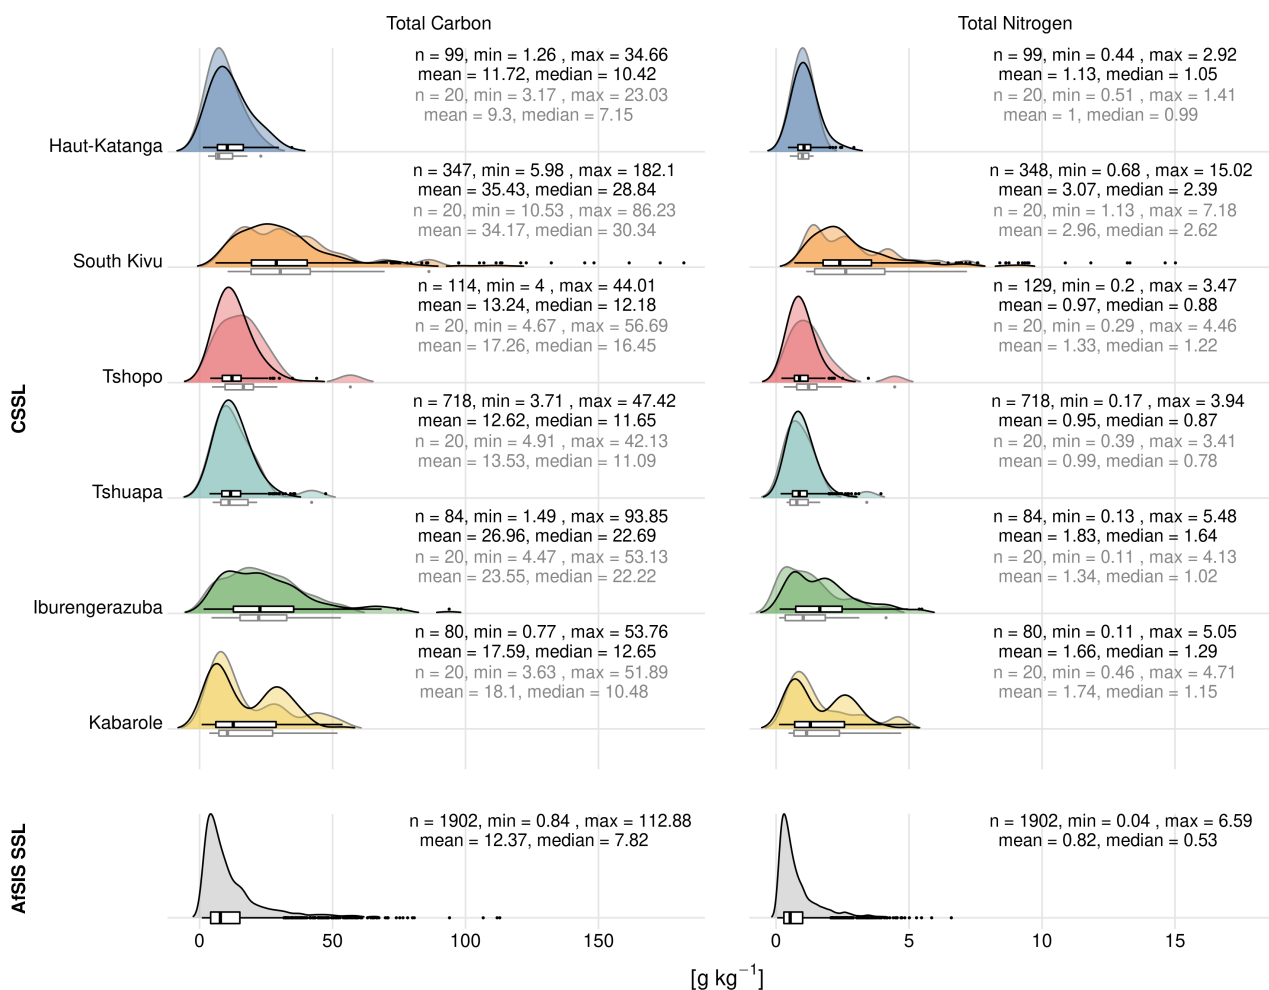 Total Carbon
Total Nitrogen
n = 99, min = 1.26 , max = 34.66
mean = 11.72, median = 10.42
n = 20, min = 3.17 , max = 23.03
mean = 9.3, median = 7.15
n = 99, min = 0.44 , max = 2.92
mean = 1.13, median = 1.05
n = 20, min = 0.51 , max = 1.41
mean = 1, median = 0.99
Haut-Katanga
n = 347, min = 5.98 , max = 182.1
mean = 35.43, median = 28.84
n = 20, min = 10.53 , max = 86.23
mean = 34.17, median = 30.34
n = 348, min = 0.68 , max = 15.02
mean = 3.07, median = 2.39
n = 20, min = 1.13 , max = 7.18
mean = 2.96, median = 2.62
South Kivu
n = 114, min = 4 , max = 44.01
mean = 13.24, median = 12.18
n = 20, min = 4.67 , max = 56.69
mean = 17.26, median = 16.45
n = 129, min = 0.2 , max = 3.47
mean = 0.97, median = 0.88
n = 20, min = 0.29 , max = 4.46
mean = 1.33, median = 1.22
Tshopo
CSSL
n = 718, min = 3.71 , max = 47.42
mean = 12.62, median = 11.65
n = 20, min = 4.91 , max = 42.13
mean = 13.53, median = 11.09
n = 718, min = 0.17 , max = 3.94
mean = 0.95, median = 0.87
n = 20, min = 0.39 , max = 3.41
mean = 0.99, median = 0.78
Tshuapa
n = 84, min = 1.49 , max = 93.85
mean = 26.96, median = 22.69
n = 20, min = 4.47 , max = 53.13
mean = 23.55, median = 22.22
n = 84, min = 0.13 , max = 5.48
mean = 1.83, median = 1.64
n = 20, min = 0.11 , max = 4.13
mean = 1.34, median = 1.02
Iburengerazuba
n = 80, min = 0.77 , max = 53.76
mean = 17.59, median = 12.65
n = 20, min = 3.63 , max = 51.89
mean = 18.1, median = 10.48
n = 80, min = 0.11 , max = 5.05
mean = 1.66, median = 1.29
n = 20, min = 0.46 , max = 4.71
mean = 1.74, median = 1.15
Kabarole
AfSIS SSL
n = 1902, min = 0.84 , max = 112.88
mean = 12.37, median = 7.82
n = 1902, min = 0.04 , max = 6.59
mean = 0.82, median = 0.53
0 50 100 150
0 5 10 15
[g kg⁻¹]